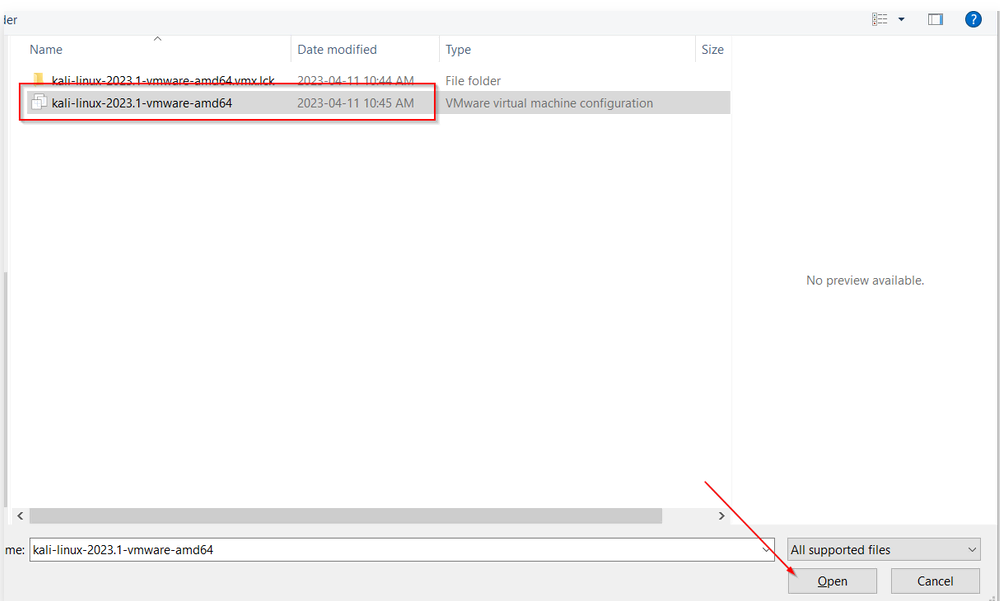 der
?
Name Date modified Type Size
kali-linux-2023.1-vmware-amd64.vmx.lck 2023-04-11 10:44 AM File folder
kali-linux-2023.1-vmware-amd64 2023-04-11 10:45 AM VMware virtual machine configuration
No preview available.
me: kali-linux-2023.1-vmware-amd64 All supported files
Open Cancel